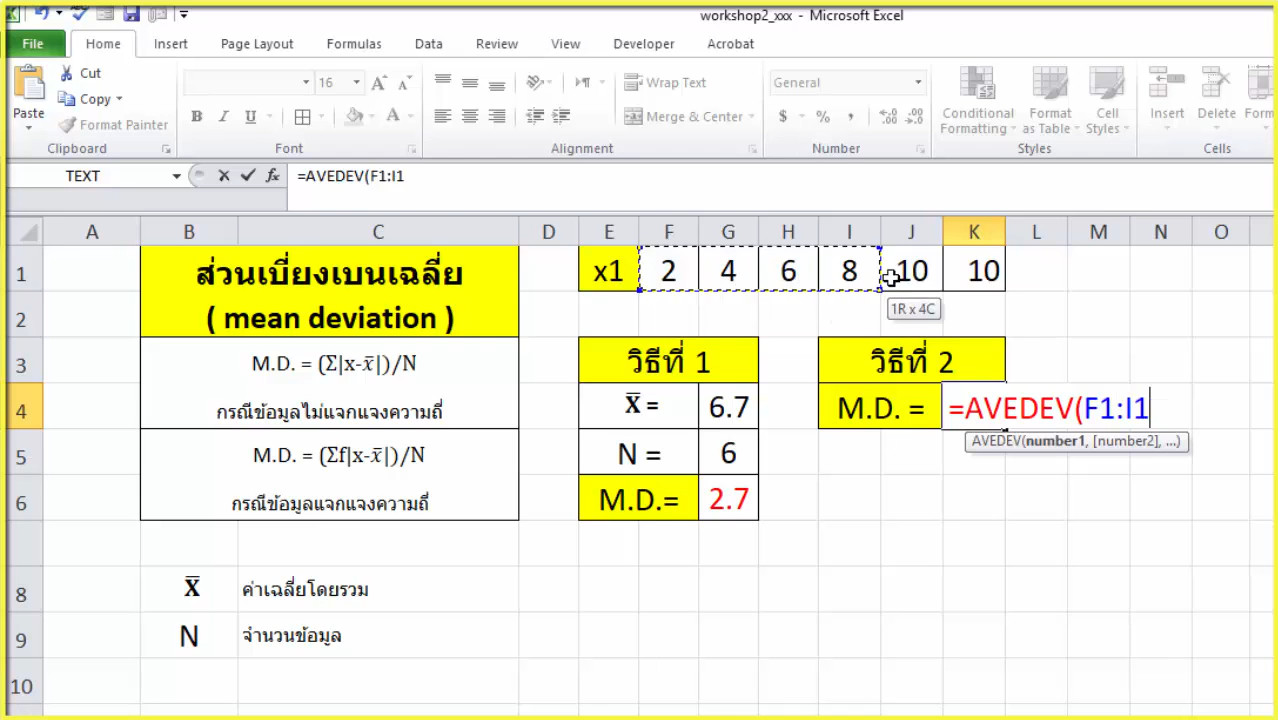 workshop2_xxx - Microsoft Excel
File Home Insert Page Layout Formulas Data Review View Developer Acrobat
Paste
Cut
Copy
Format Painter
Clipboard
16 A A
B I U A
Font
Wrap Text
Merge & Center
Alignment
General
$ % ,
Number
Conditional Formatting
Format as Table
Cell Styles
Styles
Insert Delete
Cells
TEXT fx =AVEDEV(F1:I1
A B C D E F G H I J K L M N O
1 ส่วนเบี่ยงเบนเฉลี่ย x1 2 4 6 8 10 10
1R x 4C
2 ( mean deviation )
3 M.D. = (Σ|x-x̄|)/N วิธีที่ 1 วิธีที่ 2
4 กรณีข้อมูลไม่แจกแจงความถี่ X̄ = 6.7 M.D. = =AVEDEV(F1:I1
AVEDEV(number1, [number2], ...)
5 M.D. = (Σf|x-x̄|)/N N = 6
6 กรณีข้อมูลแจกแจงความถี่ M.D.= 2.7
8 X̄ ค่าเฉลี่ยโดยรวม
9 N จำนวนข้อมูล
10